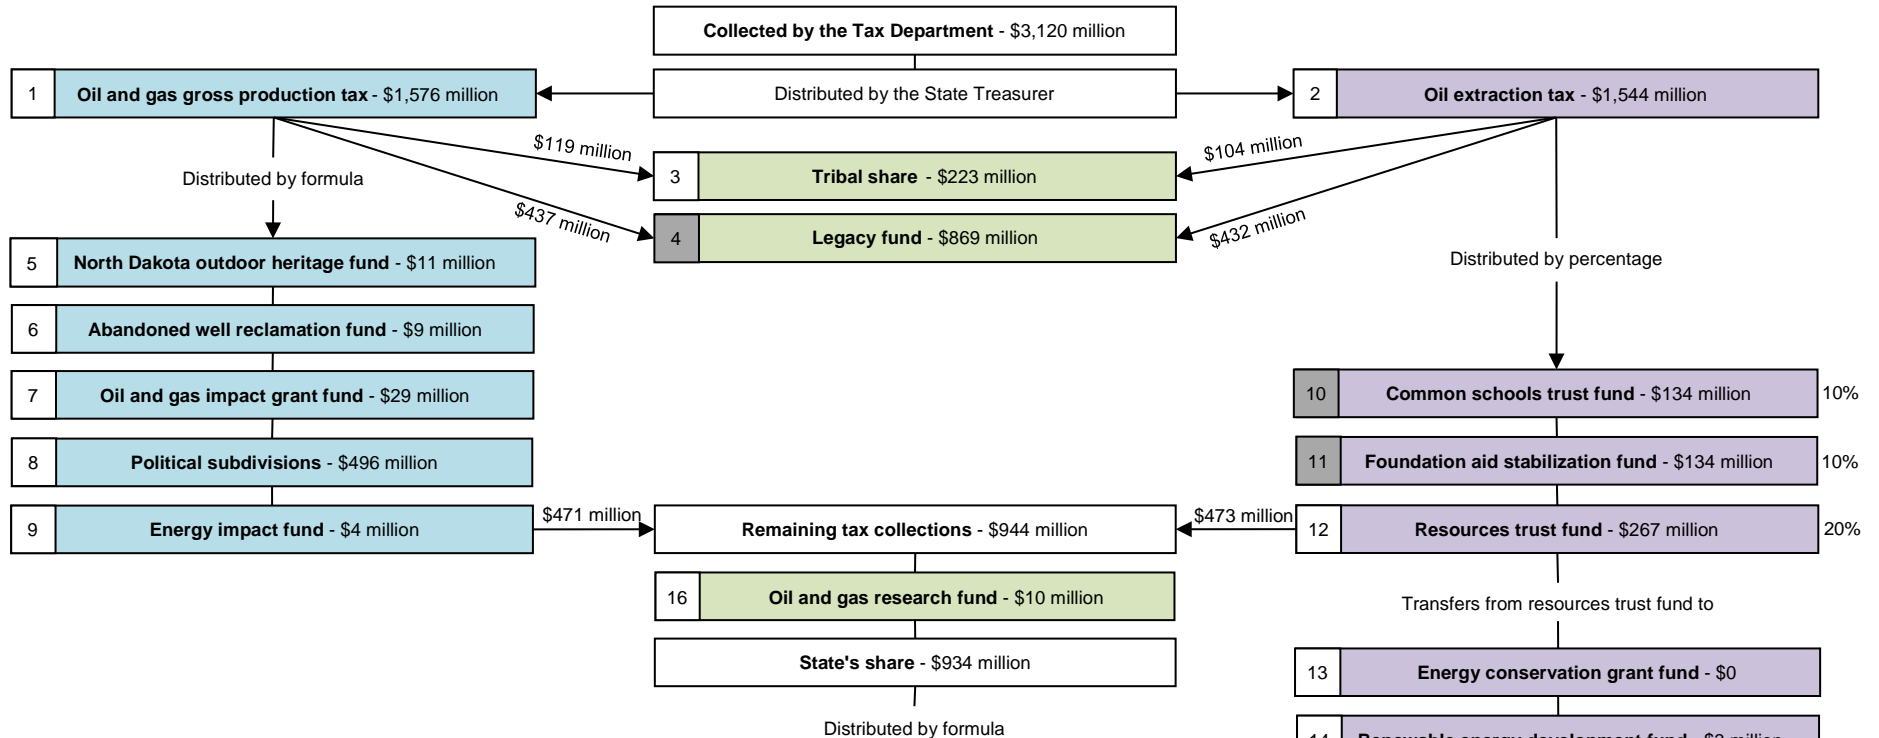 Collected by the Tax Department - $3,120 million
1 Oil and gas gross production tax - $1,576 million
Distributed by the State Treasurer
2 Oil extraction tax - $1,544 million
$119 million
$104 million
3 Tribal share - $223 million
Distributed by formula
$437 million
4 Legacy fund - $869 million
$432 million
5 North Dakota outdoor heritage fund - $11 million
Distributed by percentage
6 Abandoned well reclamation fund - $9 million
7 Oil and gas impact grant fund - $29 million
10 Common schools trust fund - $134 million 10%
8 Political subdivisions - $496 million
11 Foundation aid stabilization fund - $134 million 10%
9 Energy impact fund - $4 million
$471 million
Remaining tax collections - $944 million
$473 million
12 Resources trust fund - $267 million 20%
16 Oil and gas research fund - $10 million
Transfers from resources trust fund to
State's share - $934 million
13 Energy conservation grant fund - $0
Distributed by formula
14 Renewable energy development fund - $3 million